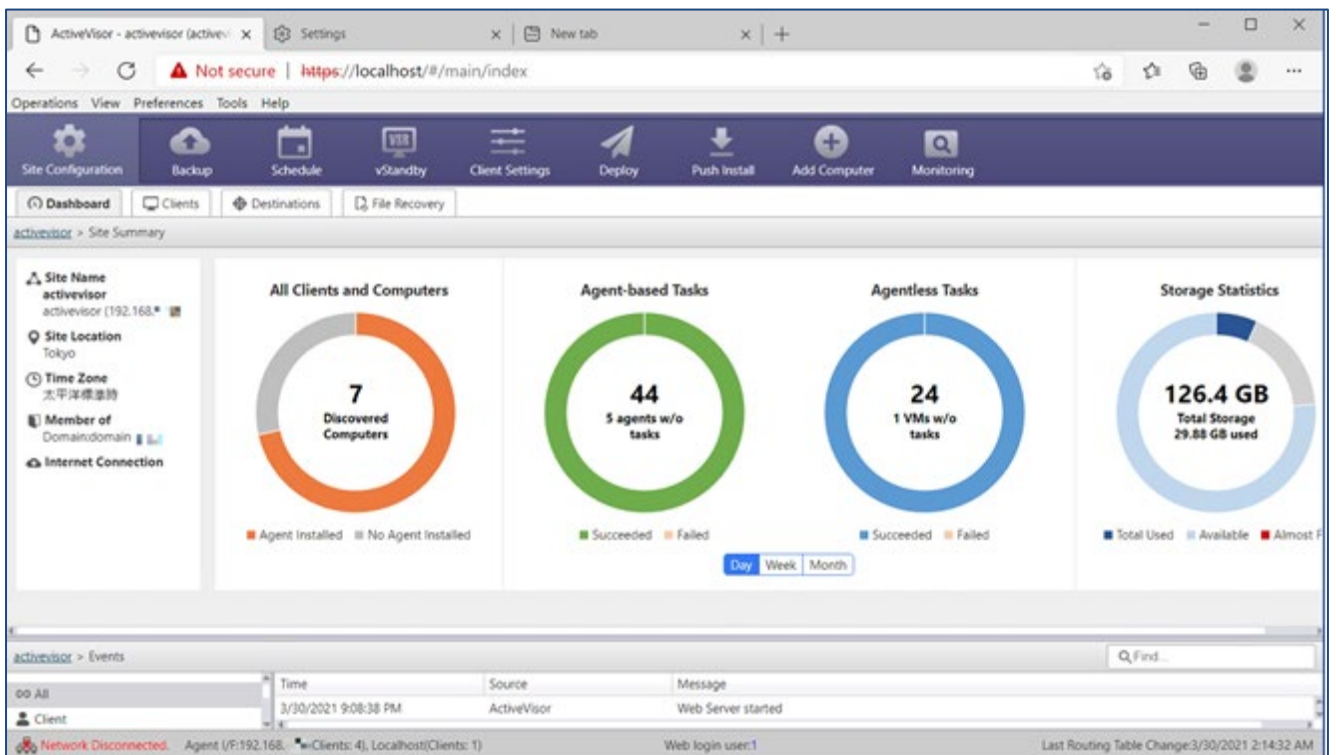 ActiveVisor - activevisor (activev
Settings
New tab
Not secure | https://localhost/#/main/index
Operations View Preferences Tools Help
Site Configuration Backup Schedule vStandby Client Settings Deploy Push Install Add Computer Monitoring
Dashboard Clients Destinations File Recovery
activevisor > Site Summary
Site Name
activevisor
activevisor (192.168.
Site Location
Tokyo
Time Zone
太平洋標準時
Member of
Domain:domain
Internet Connection
All Clients and Computers
7
Discovered
Computers
Agent Installed No Agent Installed
Agent-based Tasks
44
5 agents w/o
tasks
Succeeded Failed
Agentless Tasks
24
1 VMs w/o
tasks
Succeeded Failed
Day Week Month
Storage Statistics
126.4 GB
Total Storage
29.88 GB used
Total Used Available Almost F
activevisor > Events
Find...
All
Client
Time Source Message
3/30/2021 9:08:38 PM ActiveVisor Web Server started
Network Disconnected. Agent I/F:192.168. Clients: 4), Localhost(Clients: 1) Web login user:1 Last Routing Table Change:3/30/2021 2:14:32 AM